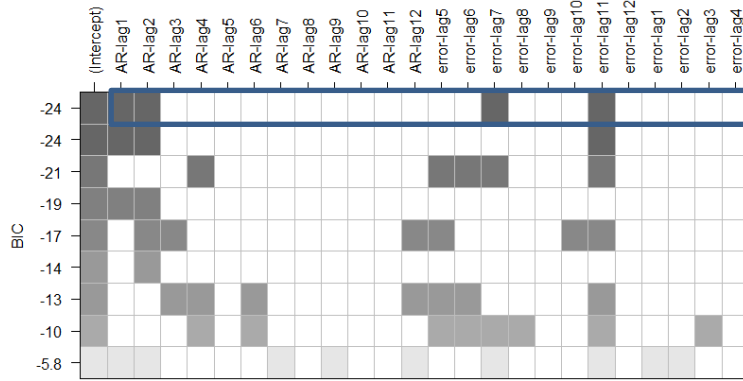 (Intercept)
AR-lag1
AR-lag2
AR-lag3
AR-lag4
AR-lag5
AR-lag6
AR-lag7
AR-lag8
AR-lag9
AR-lag10
AR-lag11
AR-lag12
error-lag5
error-lag6
error-lag7
error-lag8
error-lag9
error-lag10
error-lag11
error-lag12
error-lag1
error-lag2
error-lag3
error-lag4
BIC
-24
-24
-21
-19
-17
-14
-13
-10
-5.8